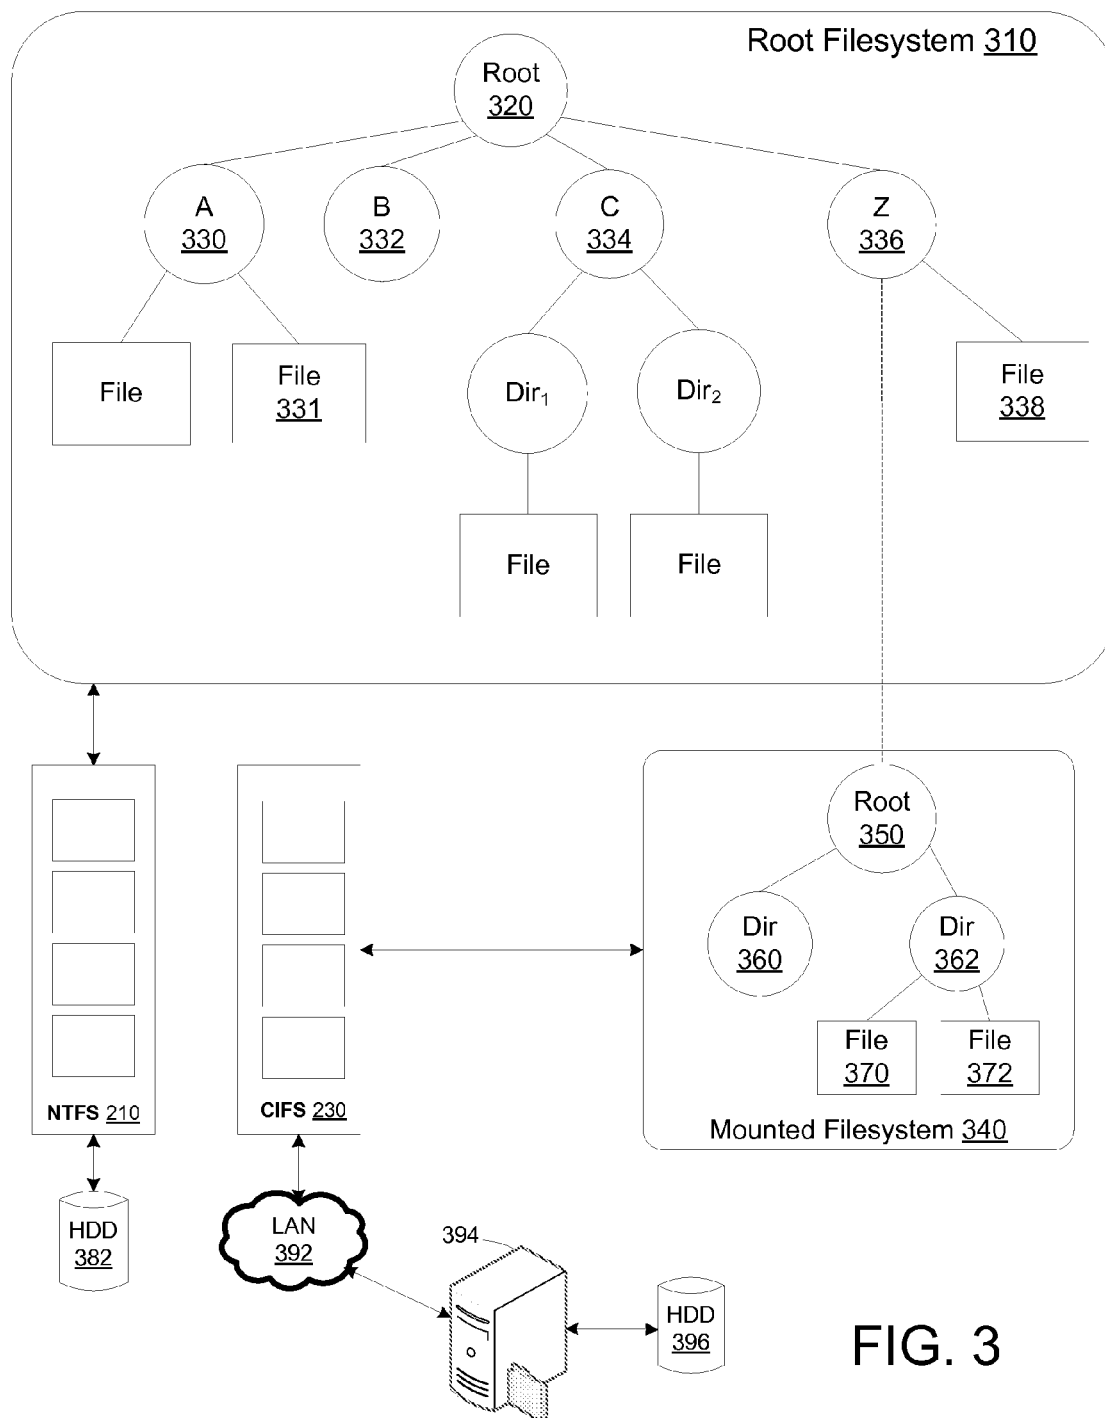 Root Filesystem 310
Root
320
A
330
B
332
C
334
Z
336
File
File
331
Dir1
Dir2
File
338
File
File
Root
350
Dir
360
Dir
362
File
370
File
372
Mounted Filesystem 340
NTFS 210
CIFS 230
HDD
382
LAN
392
394
HDD
396
FIG. 3